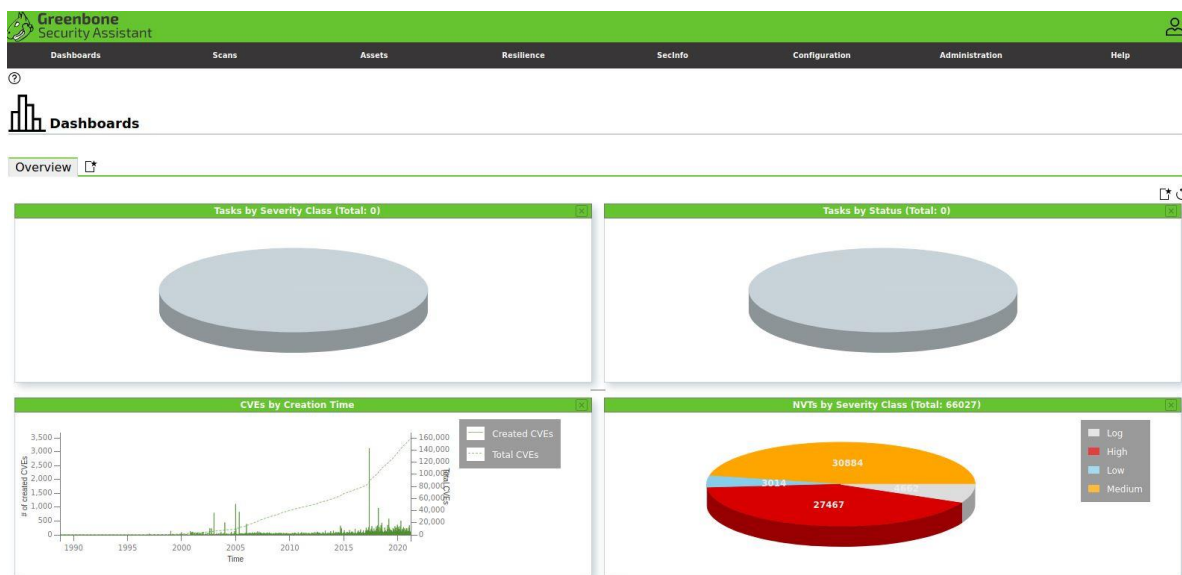 Greenbone
Security Assistant
Dashboards Scans Assets Resilience SecInfo Configuration Administration Help
Dashboards
Overview
Tasks by Severity Class (Total: 0)
Tasks by Status (Total: 0)
CVEs by Creation Time
3,500
3,000
2,500
2,000
1,500
1,000
500
0
# of created CVEs
1990 1995 2000 2005 2010 2015 2020
Time
160,000
140,000
120,000
100,000
80,000
60,000
40,000
20,000
0
Total CVEs
Created CVEs
Total CVEs
NVTs by Severity Class (Total: 66027)
30884
3014
27467
Log
High
Low
Medium